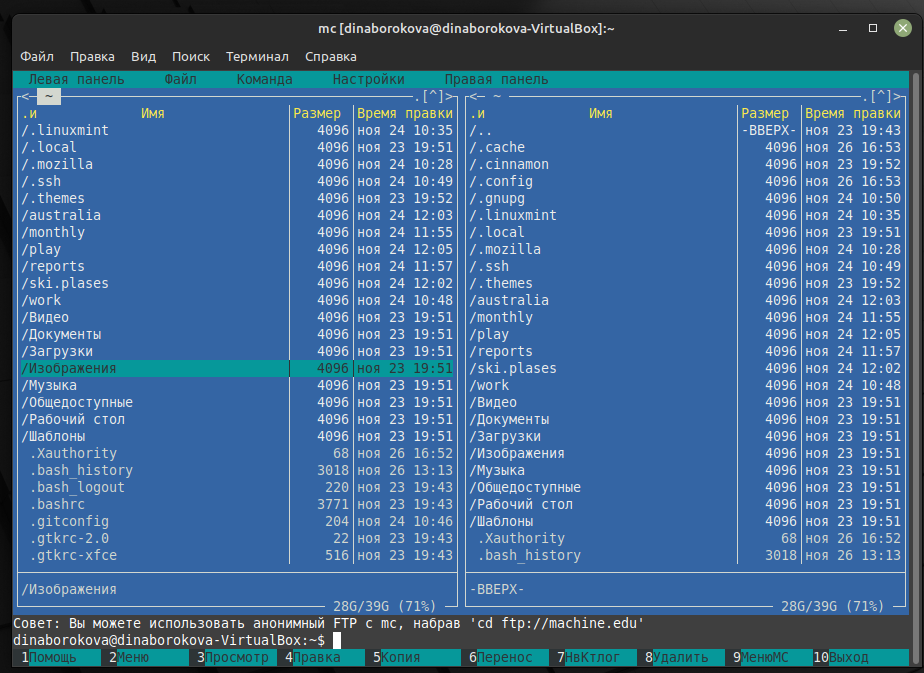 mc [dinaborokova@dinaborokova-VirtualBox]:~
Файл Правка Вид Поиск Терминал Справка
Левая панель Файл Команда Настройки Правая панель
<─ ~ ─.[^]> <─ ~ ─.[^]>
.и Имя Размер Время правки .и Имя Размер Время правки
/.linuxmint 4096 ноя 24 10:35 /.. -ВВЕРХ- ноя 23 19:43
/.local 4096 ноя 23 19:51 /.cache 4096 ноя 26 16:53
/.mozilla 4096 ноя 24 10:28 /.cinnamon 4096 ноя 23 19:52
/.ssh 4096 ноя 24 10:49 /.config 4096 ноя 26 16:53
/.themes 4096 ноя 23 19:52 /.gnupg 4096 ноя 24 10:50
/australia 4096 ноя 24 12:03 /.linuxmint 4096 ноя 24 10:35
/monthly 4096 ноя 24 11:55 /.local 4096 ноя 23 19:51
/play 4096 ноя 24 12:05 /.mozilla 4096 ноя 24 10:28
/reports 4096 ноя 24 11:57 /.ssh 4096 ноя 24 10:49
/ski.plases 4096 ноя 24 12:02 /.themes 4096 ноя 23 19:52
/work 4096 ноя 24 10:48 /australia 4096 ноя 24 12:03
/Видео 4096 ноя 23 19:51 /monthly 4096 ноя 24 11:55
/Документы 4096 ноя 23 19:51 /play 4096 ноя 24 12:05
/Загрузки 4096 ноя 23 19:51 /reports 4096 ноя 24 11:57
/Изображения 4096 ноя 23 19:51 /ski.plases 4096 ноя 24 12:02
/Музыка 4096 ноя 23 19:51 /work 4096 ноя 24 10:48
/Общедоступные 4096 ноя 23 19:51 /Видео 4096 ноя 23 19:51
/Рабочий стол 4096 ноя 23 19:51 /Документы 4096 ноя 23 19:51
/Шаблоны 4096 ноя 23 19:51 /Загрузки 4096 ноя 23 19:51
.Xauthority 68 ноя 26 16:52 /Изображения 4096 ноя 23 19:51
.bash_history 3018 ноя 26 13:13 /Музыка 4096 ноя 23 19:51
.bash_logout 220 ноя 23 19:43 /Общедоступные 4096 ноя 23 19:51
.bashrc 3771 ноя 23 19:43 /Рабочий стол 4096 ноя 23 19:51
.gitconfig 204 ноя 24 10:46 /Шаблоны 4096 ноя 23 19:51
.gtkrc-2.0 22 ноя 23 19:43 .Xauthority 68 ноя 26 16:52
.gtkrc-xfce 516 ноя 23 19:43 .bash_history 3018 ноя 26 13:13
/Изображения -ВВЕРХ-
28G/39G (71%) 28G/39G (71%)
Совет: Вы можете использовать анонимный FTP с mc, набрав 'cd ftp://machine.edu'
dinaborokova@dinaborokova-VirtualBox:~$
1Помощь 2Меню 3Просмотр 4Правка 5Копия 6Перенос 7НвКтлог 8Удалить 9МенюMC 10Выход